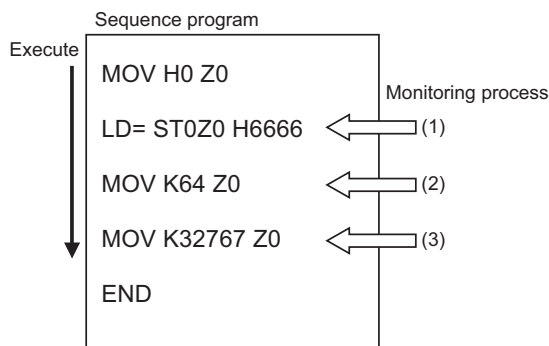 Sequence program
Execute
MOV H0 Z0
Monitoring process
LD= ST0Z0 H6666
(1)
MOV K64 Z0
(2)
MOV K32767 Z0
(3)
END